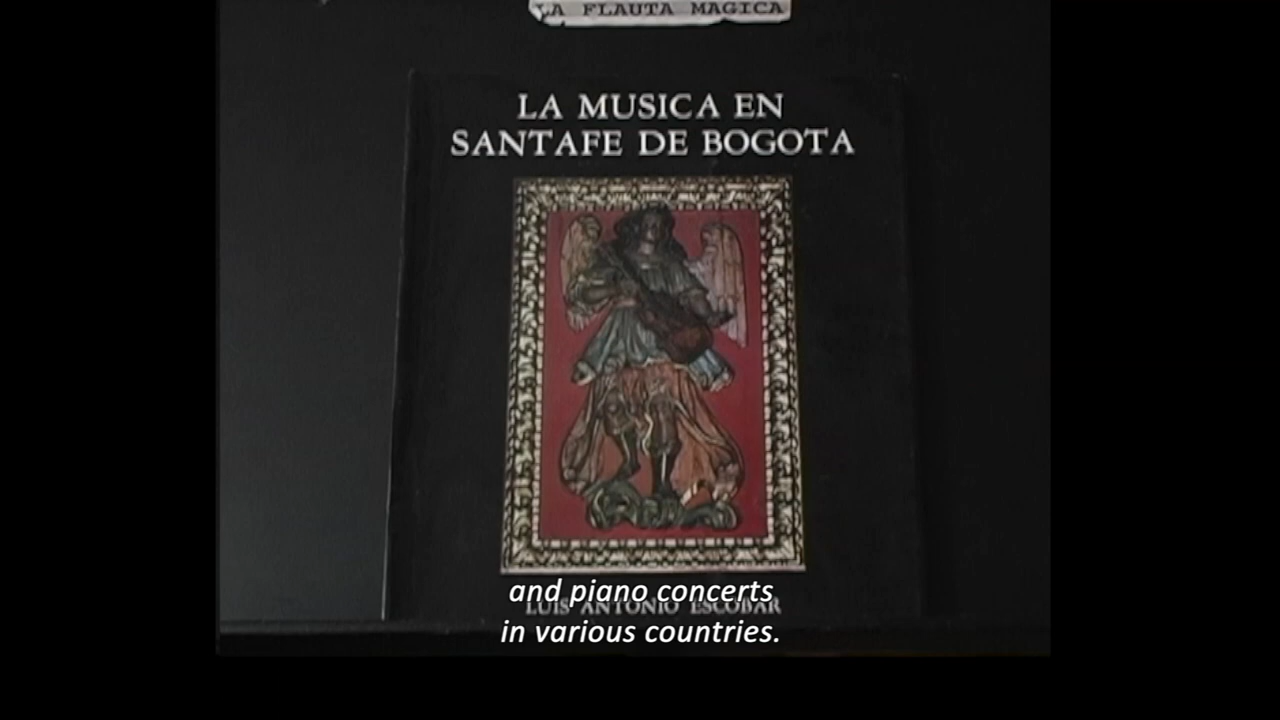 LA FLAUTA MAGICA
LA MUSICA EN
SANTAFE DE BOGOTA
and piano concerts
LUIS ANTONIO ESCOBAR
in various countries.